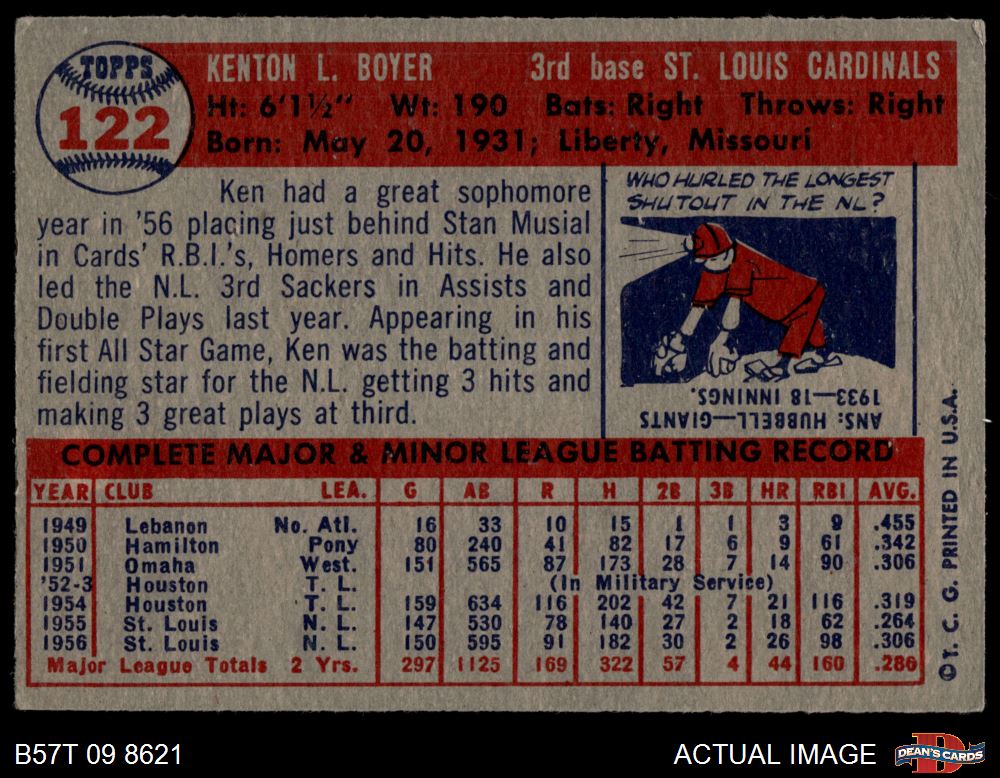 TOPPS
122
KENTON L. BOYER 3rd base ST. LOUIS CARDINALS
Ht: 6'1½" Wt: 190 Bats: Right Throws: Right
Born: May 20, 1931; Liberty, Missouri
Ken had a great sophomore
year in '56 placing just behind Stan Musial
in Cards' R.B.I.'s, Homers and Hits. He also
led the N.L. 3rd Sackers in Assists and
Double Plays last year. Appearing in his
first All Star Game, Ken was the batting and
fielding star for the N.L. getting 3 hits and
making 3 great plays at third.
WHO HURLED THE LONGEST
SHUTOUT IN THE NL?
ANS: HUBBELL—GIANTS
1933—18 INNINGS.
COMPLETE MAJOR & MINOR LEAGUE BATTING RECORD
YEAR CLUB LEA. G AB R H 2B 3B HR RBI AVG.
1949 Lebanon No. Atl. 16 33 10 15 1 1 3 9 .455
1950 Hamilton Pony 80 240 41 82 17 6 9 61 .342
1951 Omaha West. 151 565 87 173 28 7 14 90 .306
'52-3 Houston T. L. (In Military Service)
1954 Houston T. L. 159 634 116 202 42 7 21 116 .319
1955 St. Louis N. L. 147 530 78 140 27 2 18 62 .264
1956 St. Louis N. L. 150 595 91 182 30 2 26 98 .306
Major League Totals 2 Yrs. 297 1125 169 322 57 4 44 160 .286
© T. C. G. PRINTED IN U.S.A.
B57T 09 8621 ACTUAL IMAGE
DEAN'S CARDS